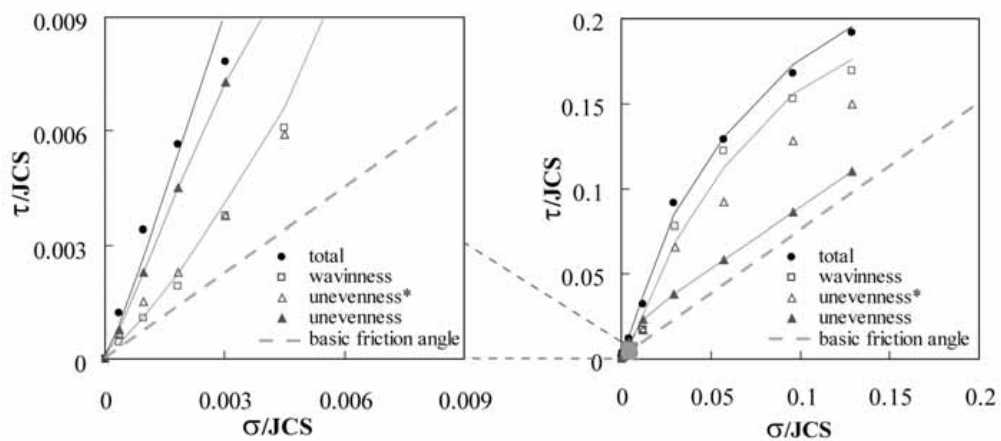 0.009
0.006
τ/JCS
0.003
0
total
wavinness
unevenness*
unevenness
basic friction angle
0 0.003 0.006 0.009
σ/JCS
0.2
0.15
τ/JCS
0.1
0.05
0
total
wavinness
unevenness*
unevenness
basic friction angle
0 0.05 0.1 0.15 0.2
σ/JCS